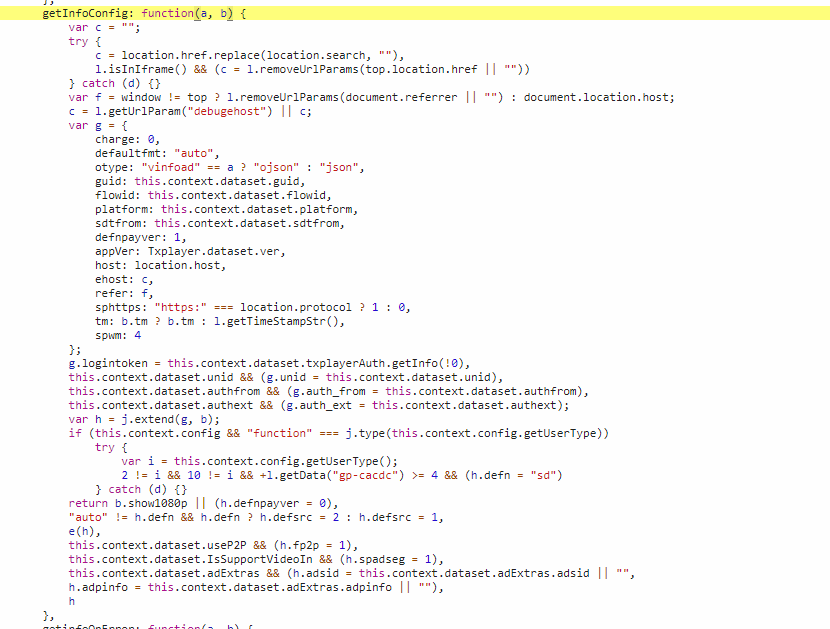 },
getInfoConfig: function(a, b) {
var c = "";
try {
c = location.href.replace(location.search, ""),
l.isInIframe() && (c = l.removeUrlParams(top.location.href || ""))
} catch (d) {}
var f = window != top ? l.removeUrlParams(document.referrer || "") : document.location.host;
c = l.getUrlParam("debugehost") || c;
var g = {
charge: 0,
defaultfmt: "auto",
otype: "vinfoad" == a ? "ojson" : "json",
guid: this.context.dataset.guid,
flowid: this.context.dataset.flowid,
platform: this.context.dataset.platform,
sdtfrom: this.context.dataset.sdtfrom,
defnpayver: 1,
appVer: Txplayer.dataset.ver,
host: location.host,
ehost: c,
refer: f,
sphttps: "https:" === location.protocol ? 1 : 0,
tm: b.tm ? b.tm : l.getTimeStampStr(),
spwm: 4
};
g.logintoken = this.context.dataset.txplayerAuth.getInfo(!0),
this.context.dataset.unid && (g.unid = this.context.dataset.unid),
this.context.dataset.authfrom && (g.auth_from = this.context.dataset.authfrom),
this.context.dataset.authext && (g.auth_ext = this.context.dataset.authext);
var h = j.extend(g, b);
if (this.context.config && "function" === j.type(this.context.config.getUserType))
try {
var i = this.context.config.getUserType();
2 != i && 10 != i && +l.getData("gp-cacdc") >= 4 && (h.defn = "sd")
} catch (d) {}
return b.show1080p || (h.defnpayver = 0),
"auto" != h.defn && h.defn ? h.defsrc = 2 : h.defsrc = 1,
e(h),
this.context.dataset.useP2P && (h.fp2p = 1),
this.context.dataset.IsSupportVideoIn && (h.spadseg = 1),
this.context.dataset.adExtras && (h.adsid = this.context.dataset.adExtras.adsid || "",
h.adpinfo = this.context.dataset.adExtras.adpinfo || ""),
h
},
getinfoOnError: function(a, b) {